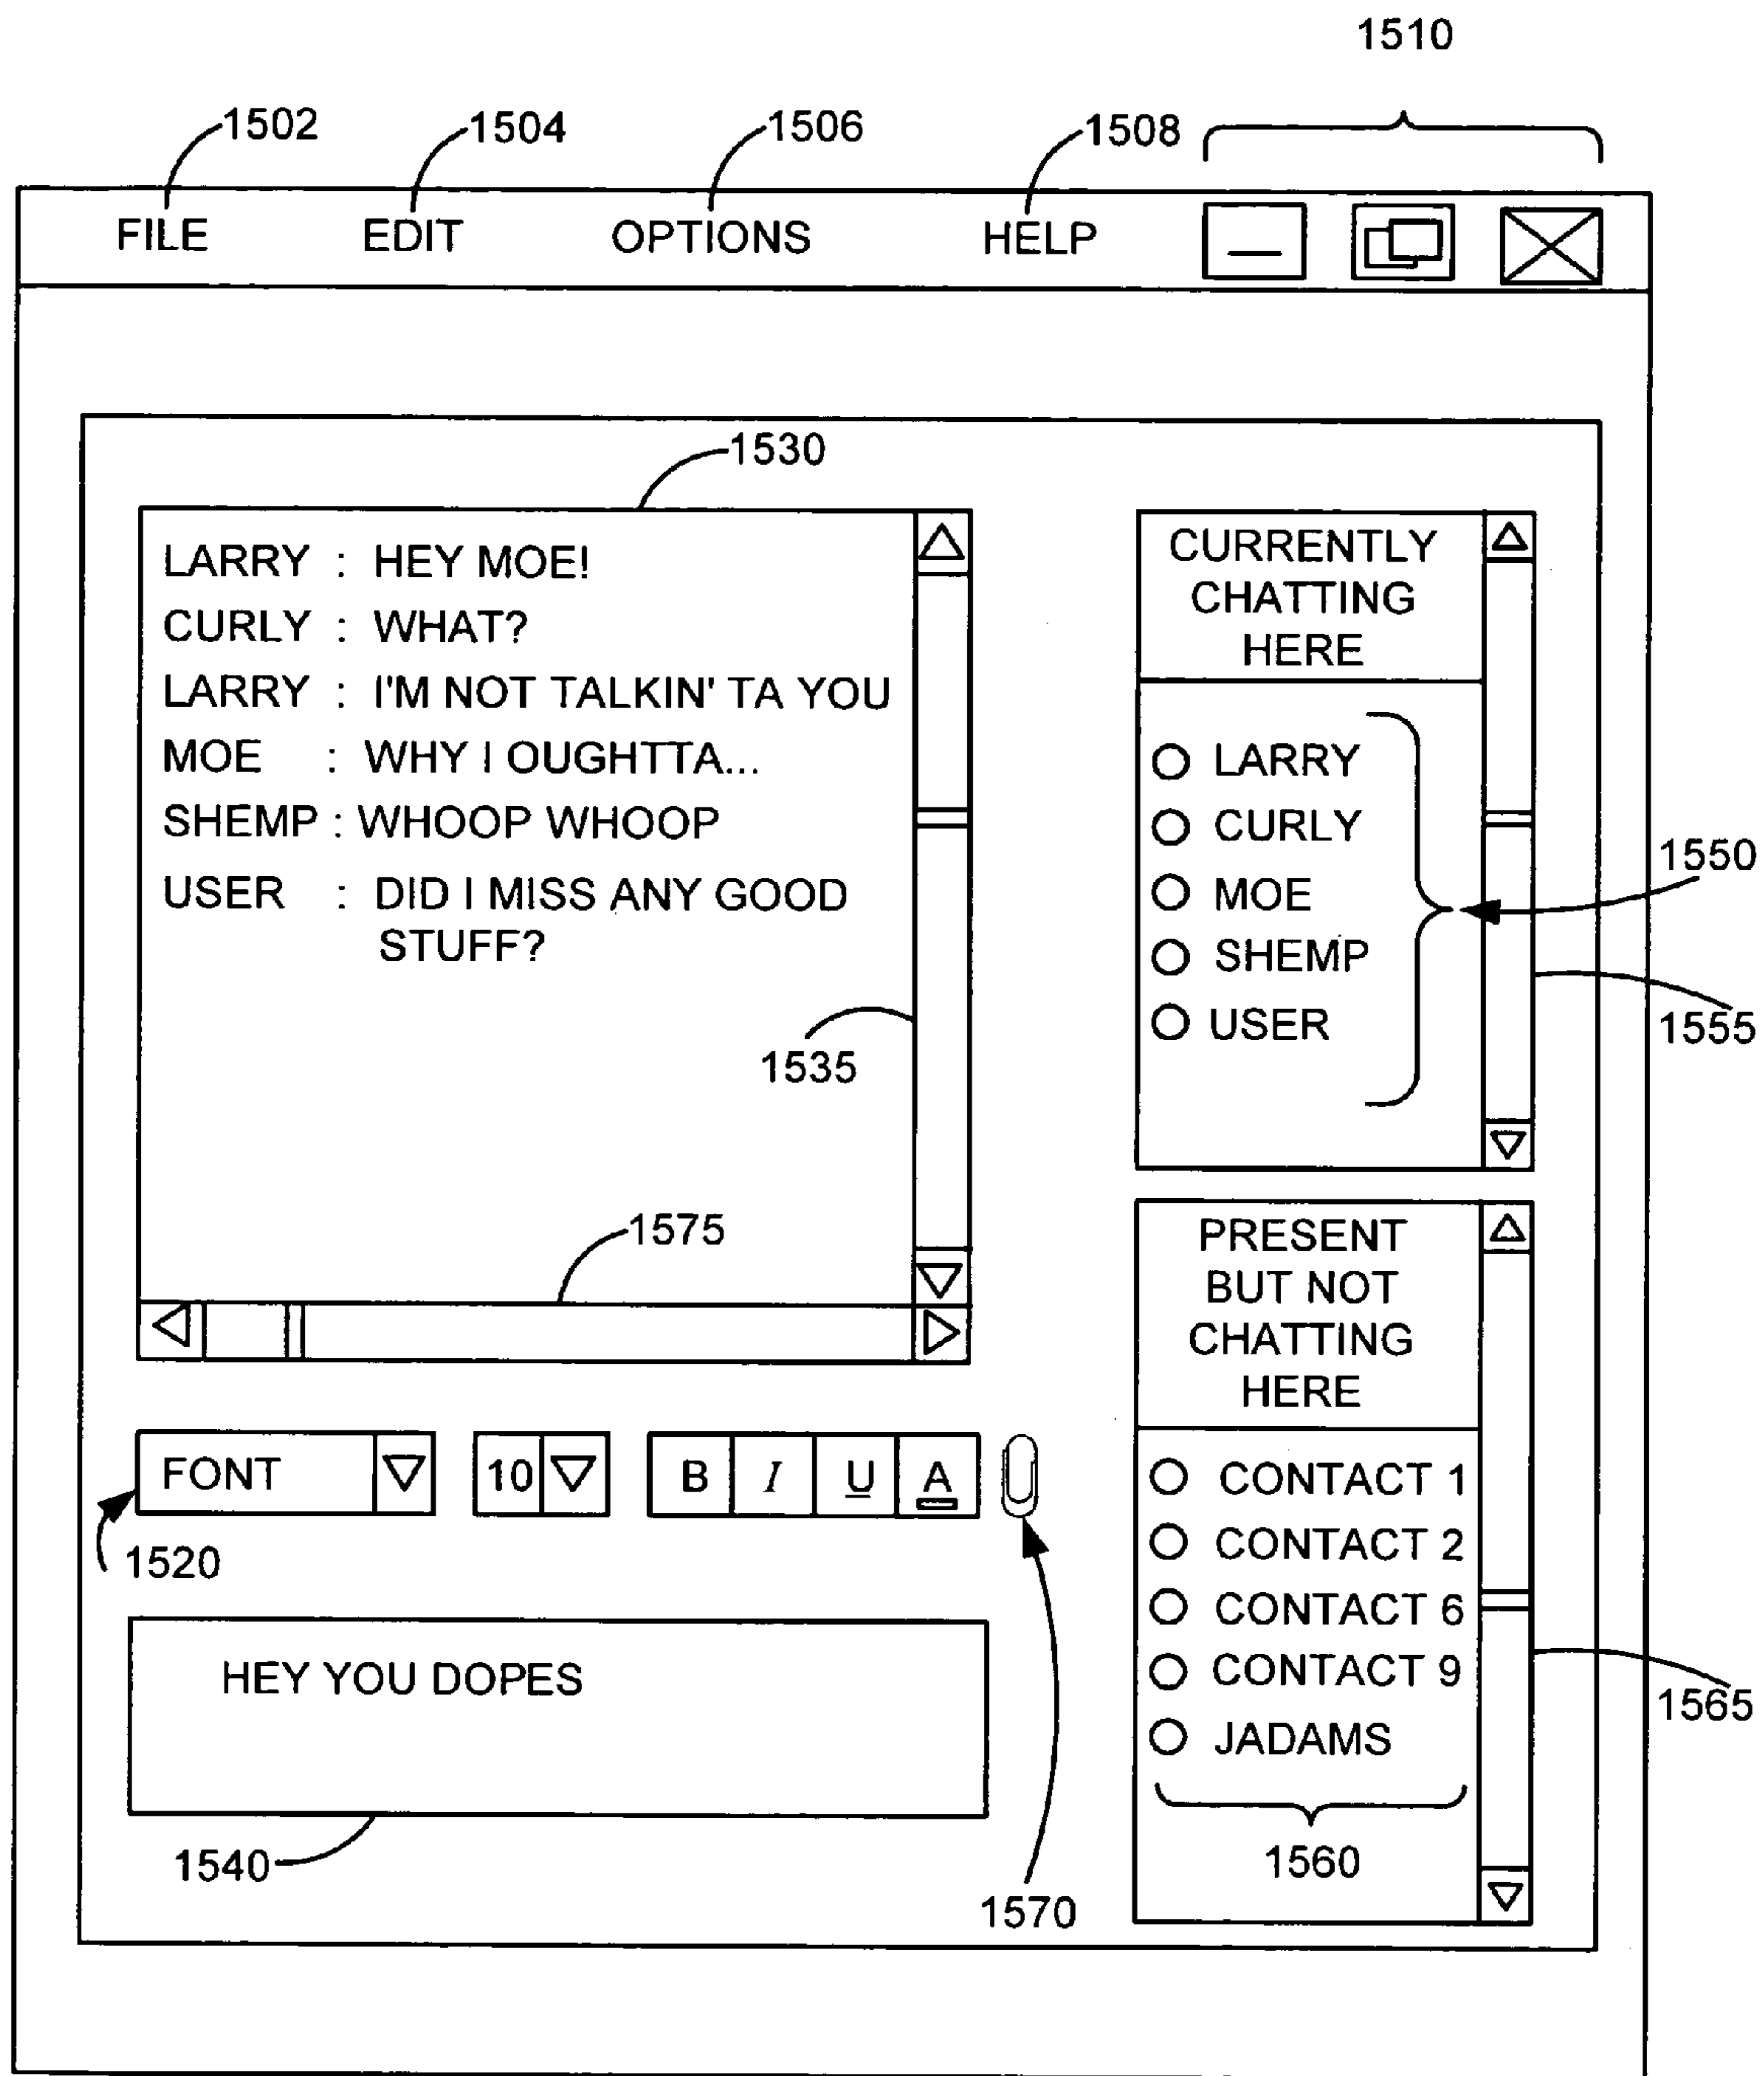 1510
1502
1504
1506
1508
FILE EDIT OPTIONS HELP
1530
LARRY : HEY MOE!
CURLY : WHAT?
LARRY : I'M NOT TALKIN' TA YOU
MOE : WHY I OUGHTTA...
SHEMP : WHOOP WHOOP
USER : DID I MISS ANY GOOD
STUFF?
1535
1575
CURRENTLY
CHATTING
HERE
LARRY
CURLY
MOE
SHEMP
USER
1550
1555
PRESENT
BUT NOT
CHATTING
HERE
CONTACT 1
CONTACT 2
CONTACT 6
CONTACT 9
JADAMS
1560
1565
FONT 10 B I U A
1520
1570
HEY YOU DOPES
1540